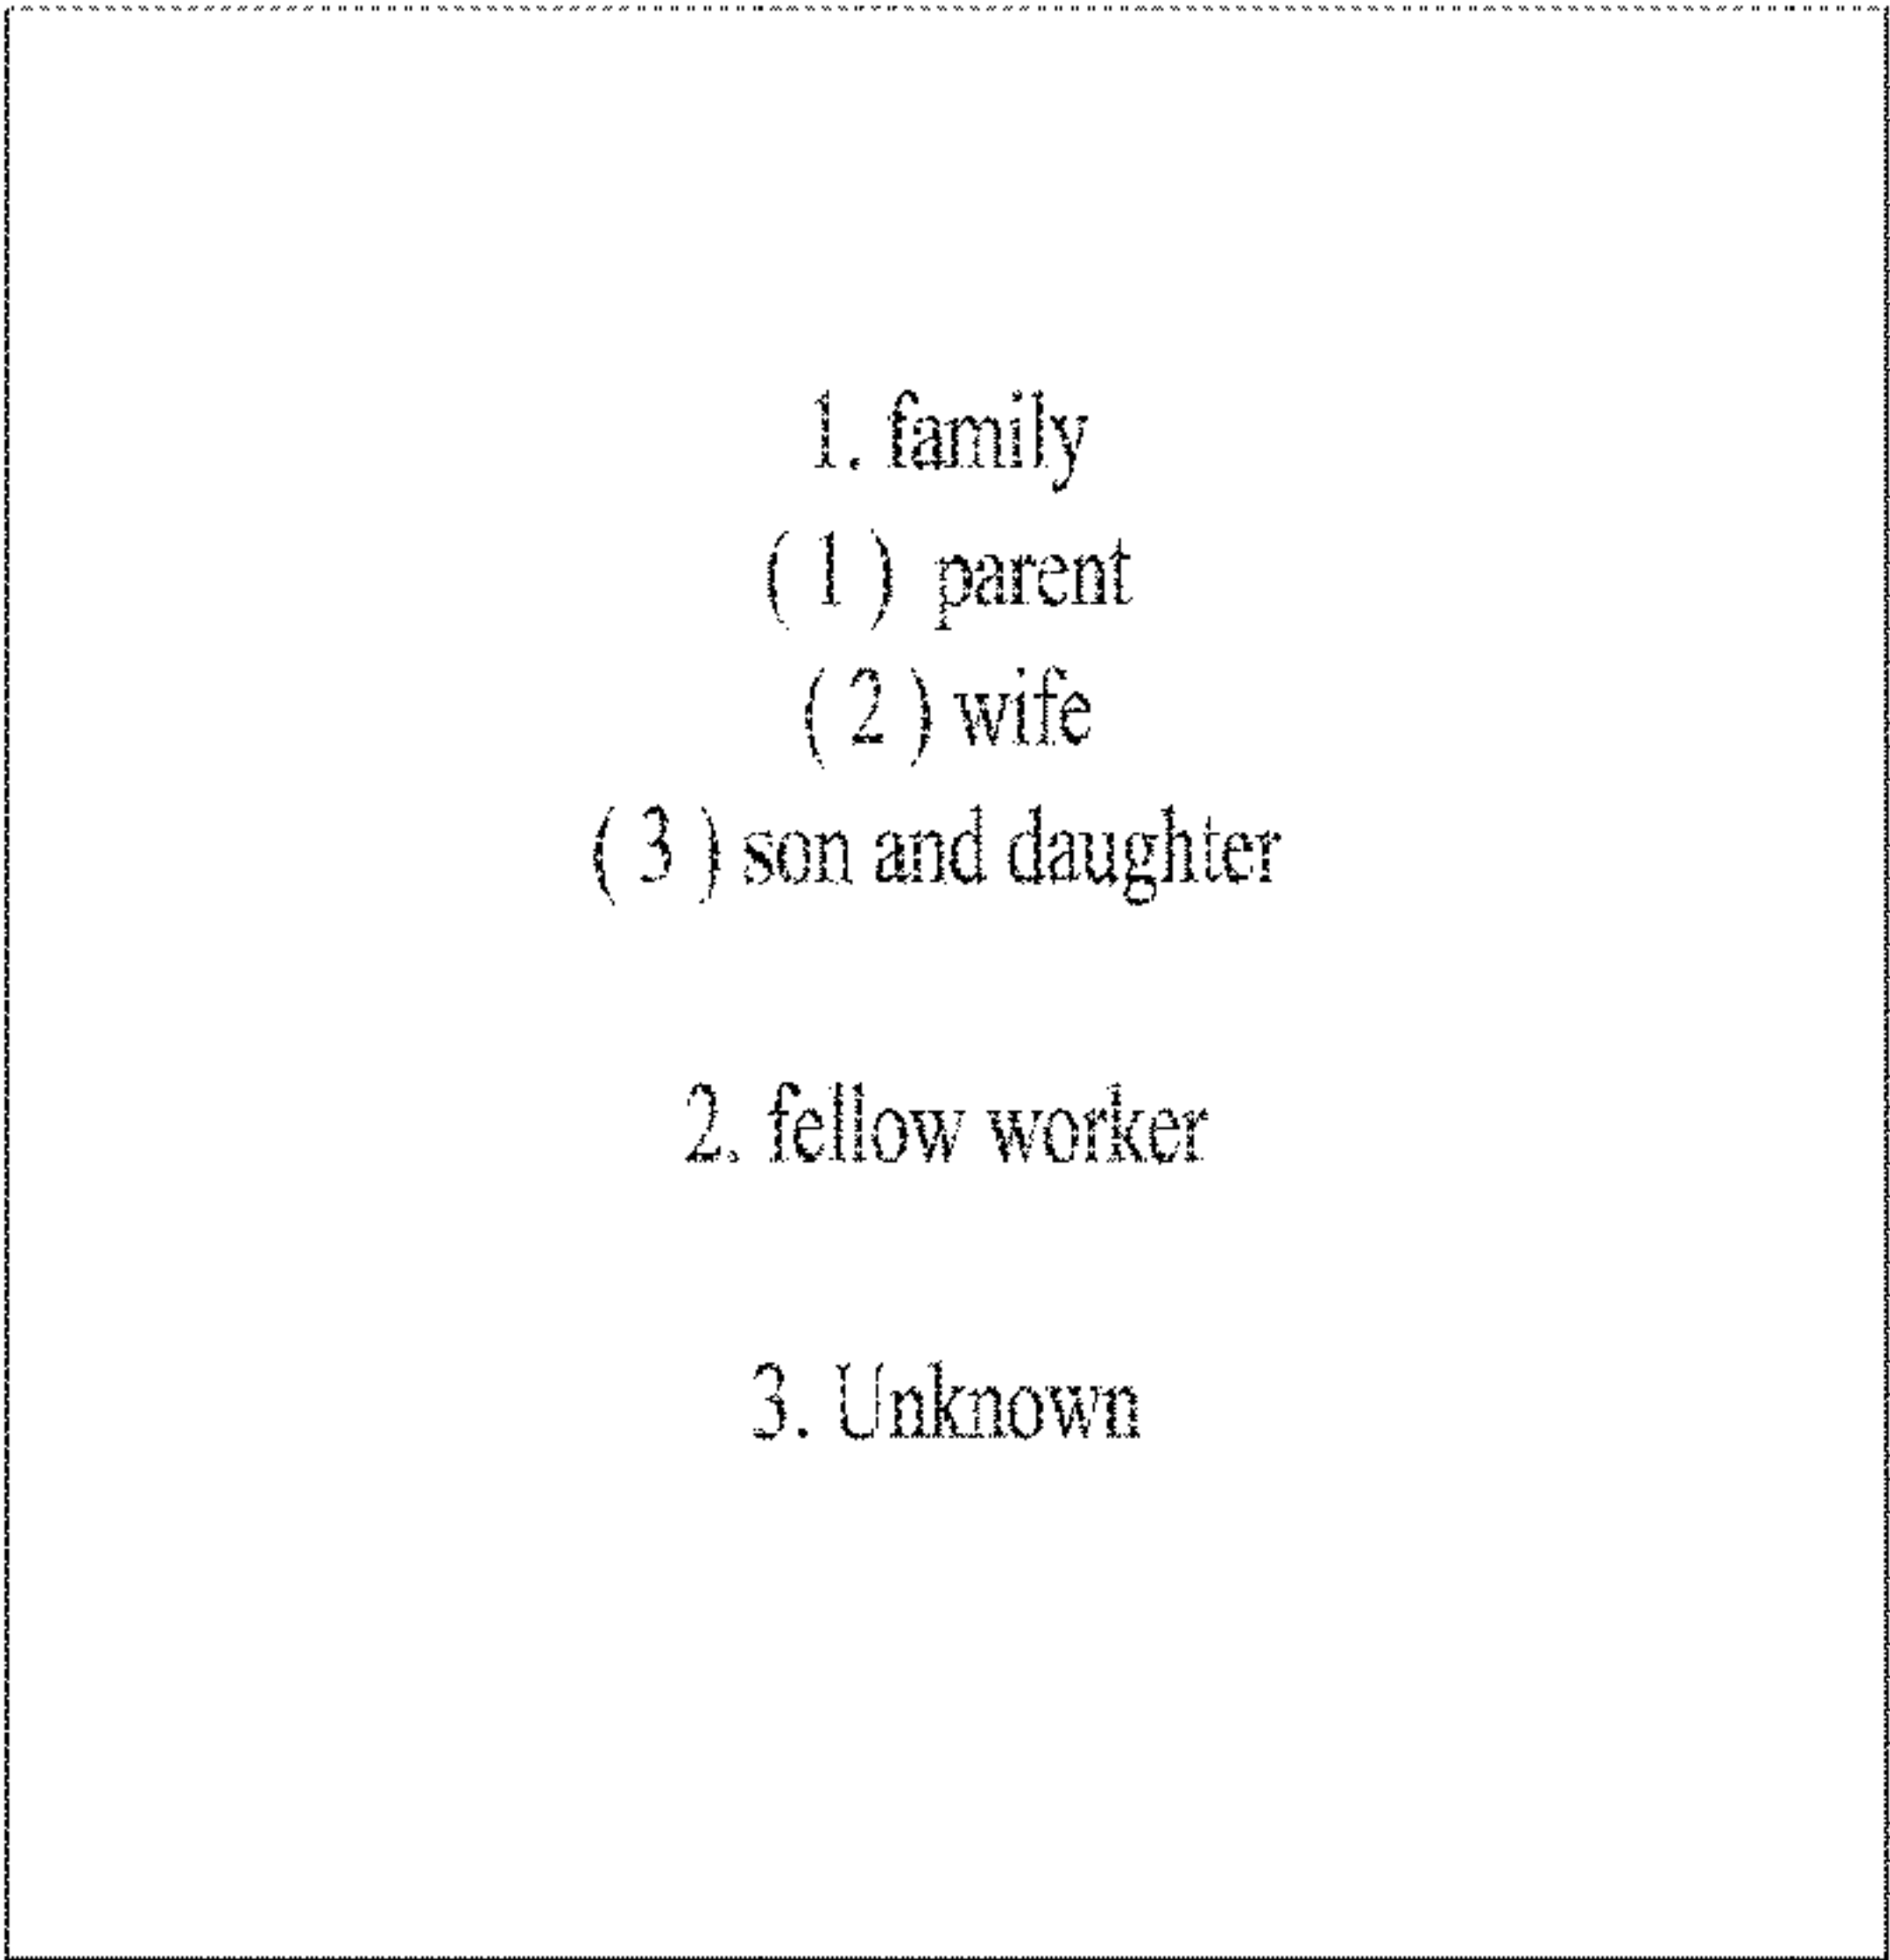 1. family
( 1 ) parent
( 2 ) wife
( 3 ) son and daughter
2. fellow worker
3. Unknown